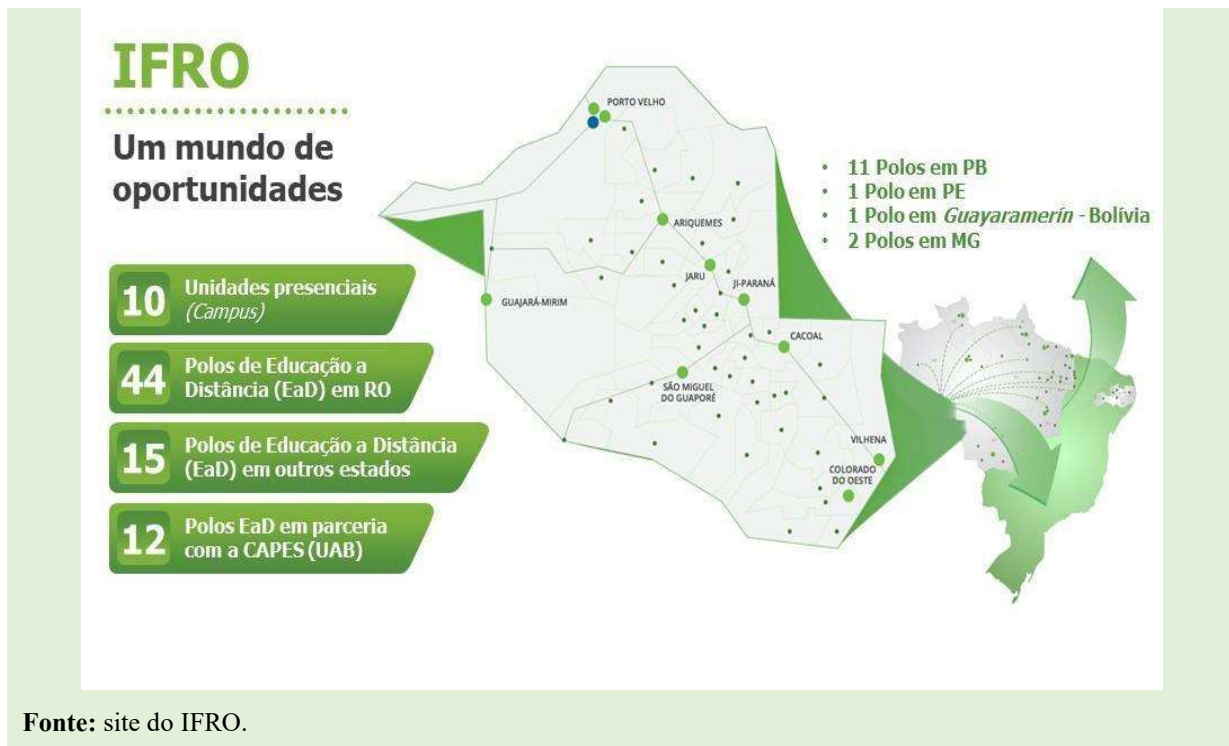 IFRO
Um mundo de
oportunidades
10 Unidades presenciais
(Campus)
44 Polos de Educação a
Distância (EaD) em RO
15 Polos de Educação a Distância
(EaD) em outros estados
12 Polos EaD em parceria
com a CAPES (UAB)
PORTO VELHO
ARIQUEMES
JARU
JI-PARANÁ
GUAJARÁ-MIRIM
CACOAL
SÃO MIGUEL
DO GUAPORÉ
VILHENA
COLORADO
DO OESTE
• 11 Polos em PB
• 1 Polo em PE
• 1 Polo em Guayaramerín - Bolívia
• 2 Polos em MG
Fonte: site do IFRO.